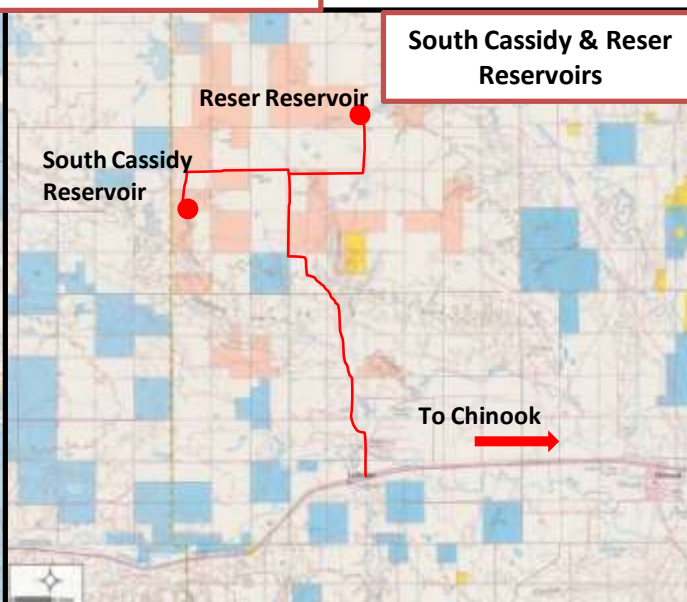 South Cassidy & Reser
Reservoirs
Reser Reservoir
South Cassidy
Reservoir
To Chinook